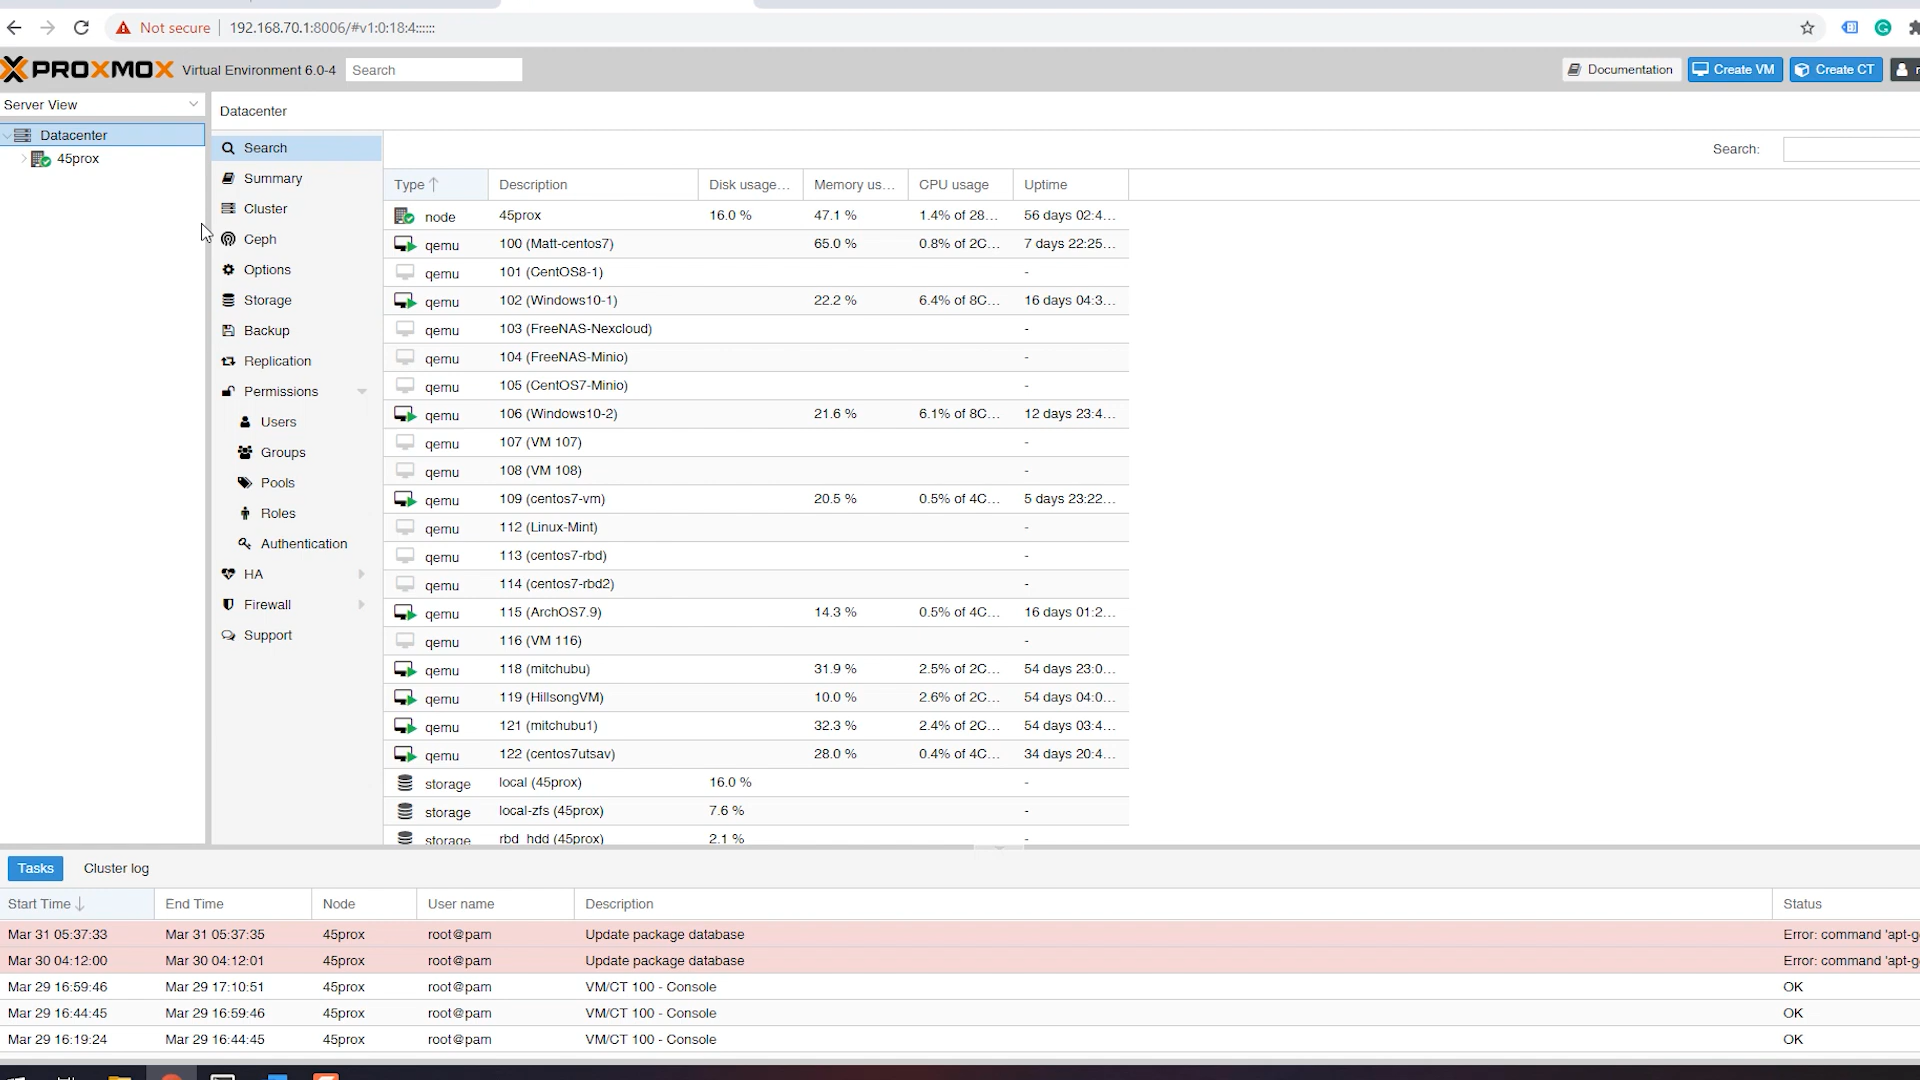 Not secure 192.168.70.1:8006/#v1:0:18:4::::::
PROXMOX Virtual Environment 6.0-4 Search Documentation Create VM Create CT
Server View
Datacenter
45prox
Datacenter
Search
Summary
Cluster
Ceph
Options
Storage
Backup
Replication
Permissions
Users
Groups
Pools
Roles
Authentication
HA
Firewall
Support
Search:
Type Description Disk usage... Memory us... CPU usage Uptime
node 45prox 16.0 % 47.1 % 1.4% of 28... 56 days 02:4...
qemu 100 (Matt-centos7) 65.0 % 0.8% of 2C... 7 days 22:25...
qemu 101 (CentOS8-1) -
qemu 102 (Windows10-1) 22.2 % 6.4% of 8C... 16 days 04:3...
qemu 103 (FreeNAS-Nexcloud) -
qemu 104 (FreeNAS-Minio) -
qemu 105 (CentOS7-Minio) -
qemu 106 (Windows10-2) 21.6 % 6.1% of 8C... 12 days 23:4...
qemu 107 (VM 107) -
qemu 108 (VM 108) -
qemu 109 (centos7-vm) 20.5 % 0.5% of 4C... 5 days 23:22...
qemu 112 (Linux-Mint) -
qemu 113 (centos7-rbd) -
qemu 114 (centos7-rbd2) -
qemu 115 (ArchOS7.9) 14.3 % 0.5% of 4C... 16 days 01:2...
qemu 116 (VM 116) -
qemu 118 (mitchubu) 31.9 % 2.5% of 2C... 54 days 23:0...
qemu 119 (HillsongVM) 10.0 % 2.6% of 2C... 54 days 04:0...
qemu 121 (mitchubu1) 32.3 % 2.4% of 2C... 54 days 03:4...
qemu 122 (centos7utsav) 28.0 % 0.4% of 4C... 34 days 20:4...
storage local (45prox) 16.0 % -
storage local-zfs (45prox) 7.6 % -
storage rbd_hdd (45prox) 2.1 % -
Tasks Cluster log
Start Time End Time Node User name Description Status
Mar 31 05:37:33 Mar 31 05:37:35 45prox root@pam Update package database Error: command 'apt-g
Mar 30 04:12:00 Mar 30 04:12:01 45prox root@pam Update package database Error: command 'apt-g
Mar 29 16:59:46 Mar 29 17:10:51 45prox root@pam VM/CT 100 - Console OK
Mar 29 16:44:45 Mar 29 16:59:46 45prox root@pam VM/CT 100 - Console OK
Mar 29 16:19:24 Mar 29 16:44:45 45prox root@pam VM/CT 100 - Console OK